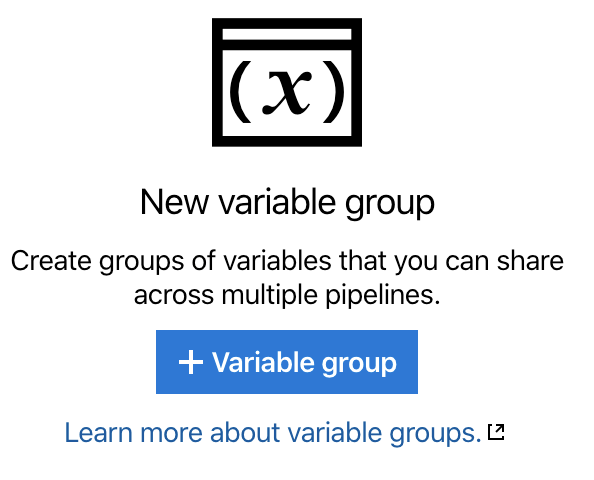 (x)
New variable group
Create groups of variables that you can share
across multiple pipelines.
+ Variable group
Learn more about variable groups.